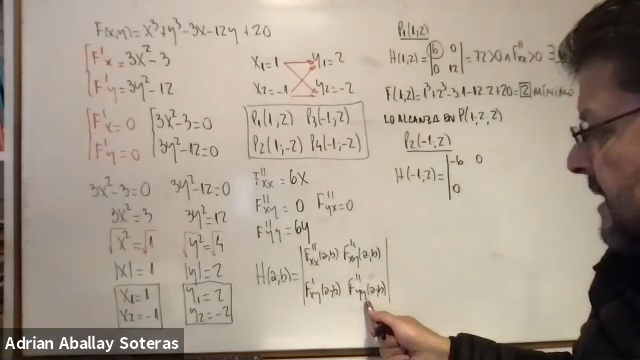 F(x,y)=x³+y³-3x-12y+20
F'x=3x²-3
F'y=3y²-12
F'x=0 3x²-3=0
F'y=0 3y²-12=0
3x²-3=0 3y²-12=0
3x²=3 3y²=12
√x²=√1 √y²=√4
|x|=1 |y|=2
x₁=1 y₁=2
x₂=-1 y₂=-2
x₁=1 y₁=2
x₂=-1 y₂=-2
P₁(1,2) P₃(-1,2)
P₂(1,-2) P₄(-1,-2)
F''xx=6x
F''xy=0 F''yx=0
F''yy=6y
H(a,b)= | F''xx(a,b) F''xy(a,b) |
| F''xy(a,b) F''yy(a,b) |
P₁(1,2)
H(1,2)= | 6 0 | =72>0 ∧ F''xx>0 ∃
| 0 12 |
F(1,2)=1³+2³-3.1-12.2+20=2 MÍNIMO
LO ALCANZA EN P(1,2,2)
P₂(-1,2)
H(-1,2)= | -6 0
| 0
Adrian Aballay Soteras